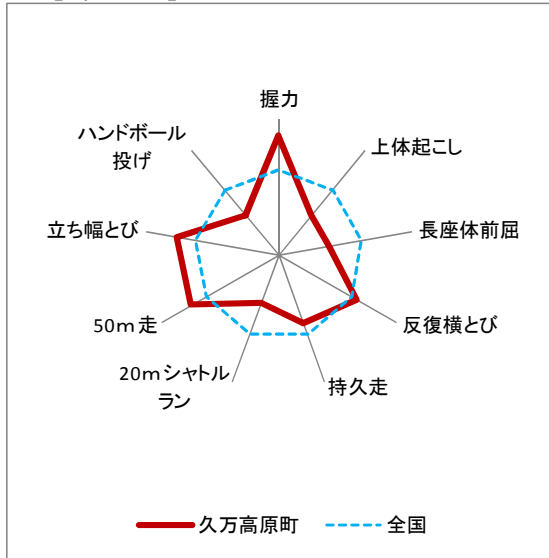 握力
上体起こし
長座体前屈
反復横とび
持久走
20mシャトル
ラン
50m走
立ち幅とび
ハンドボール
投げ
久万高原町
全国